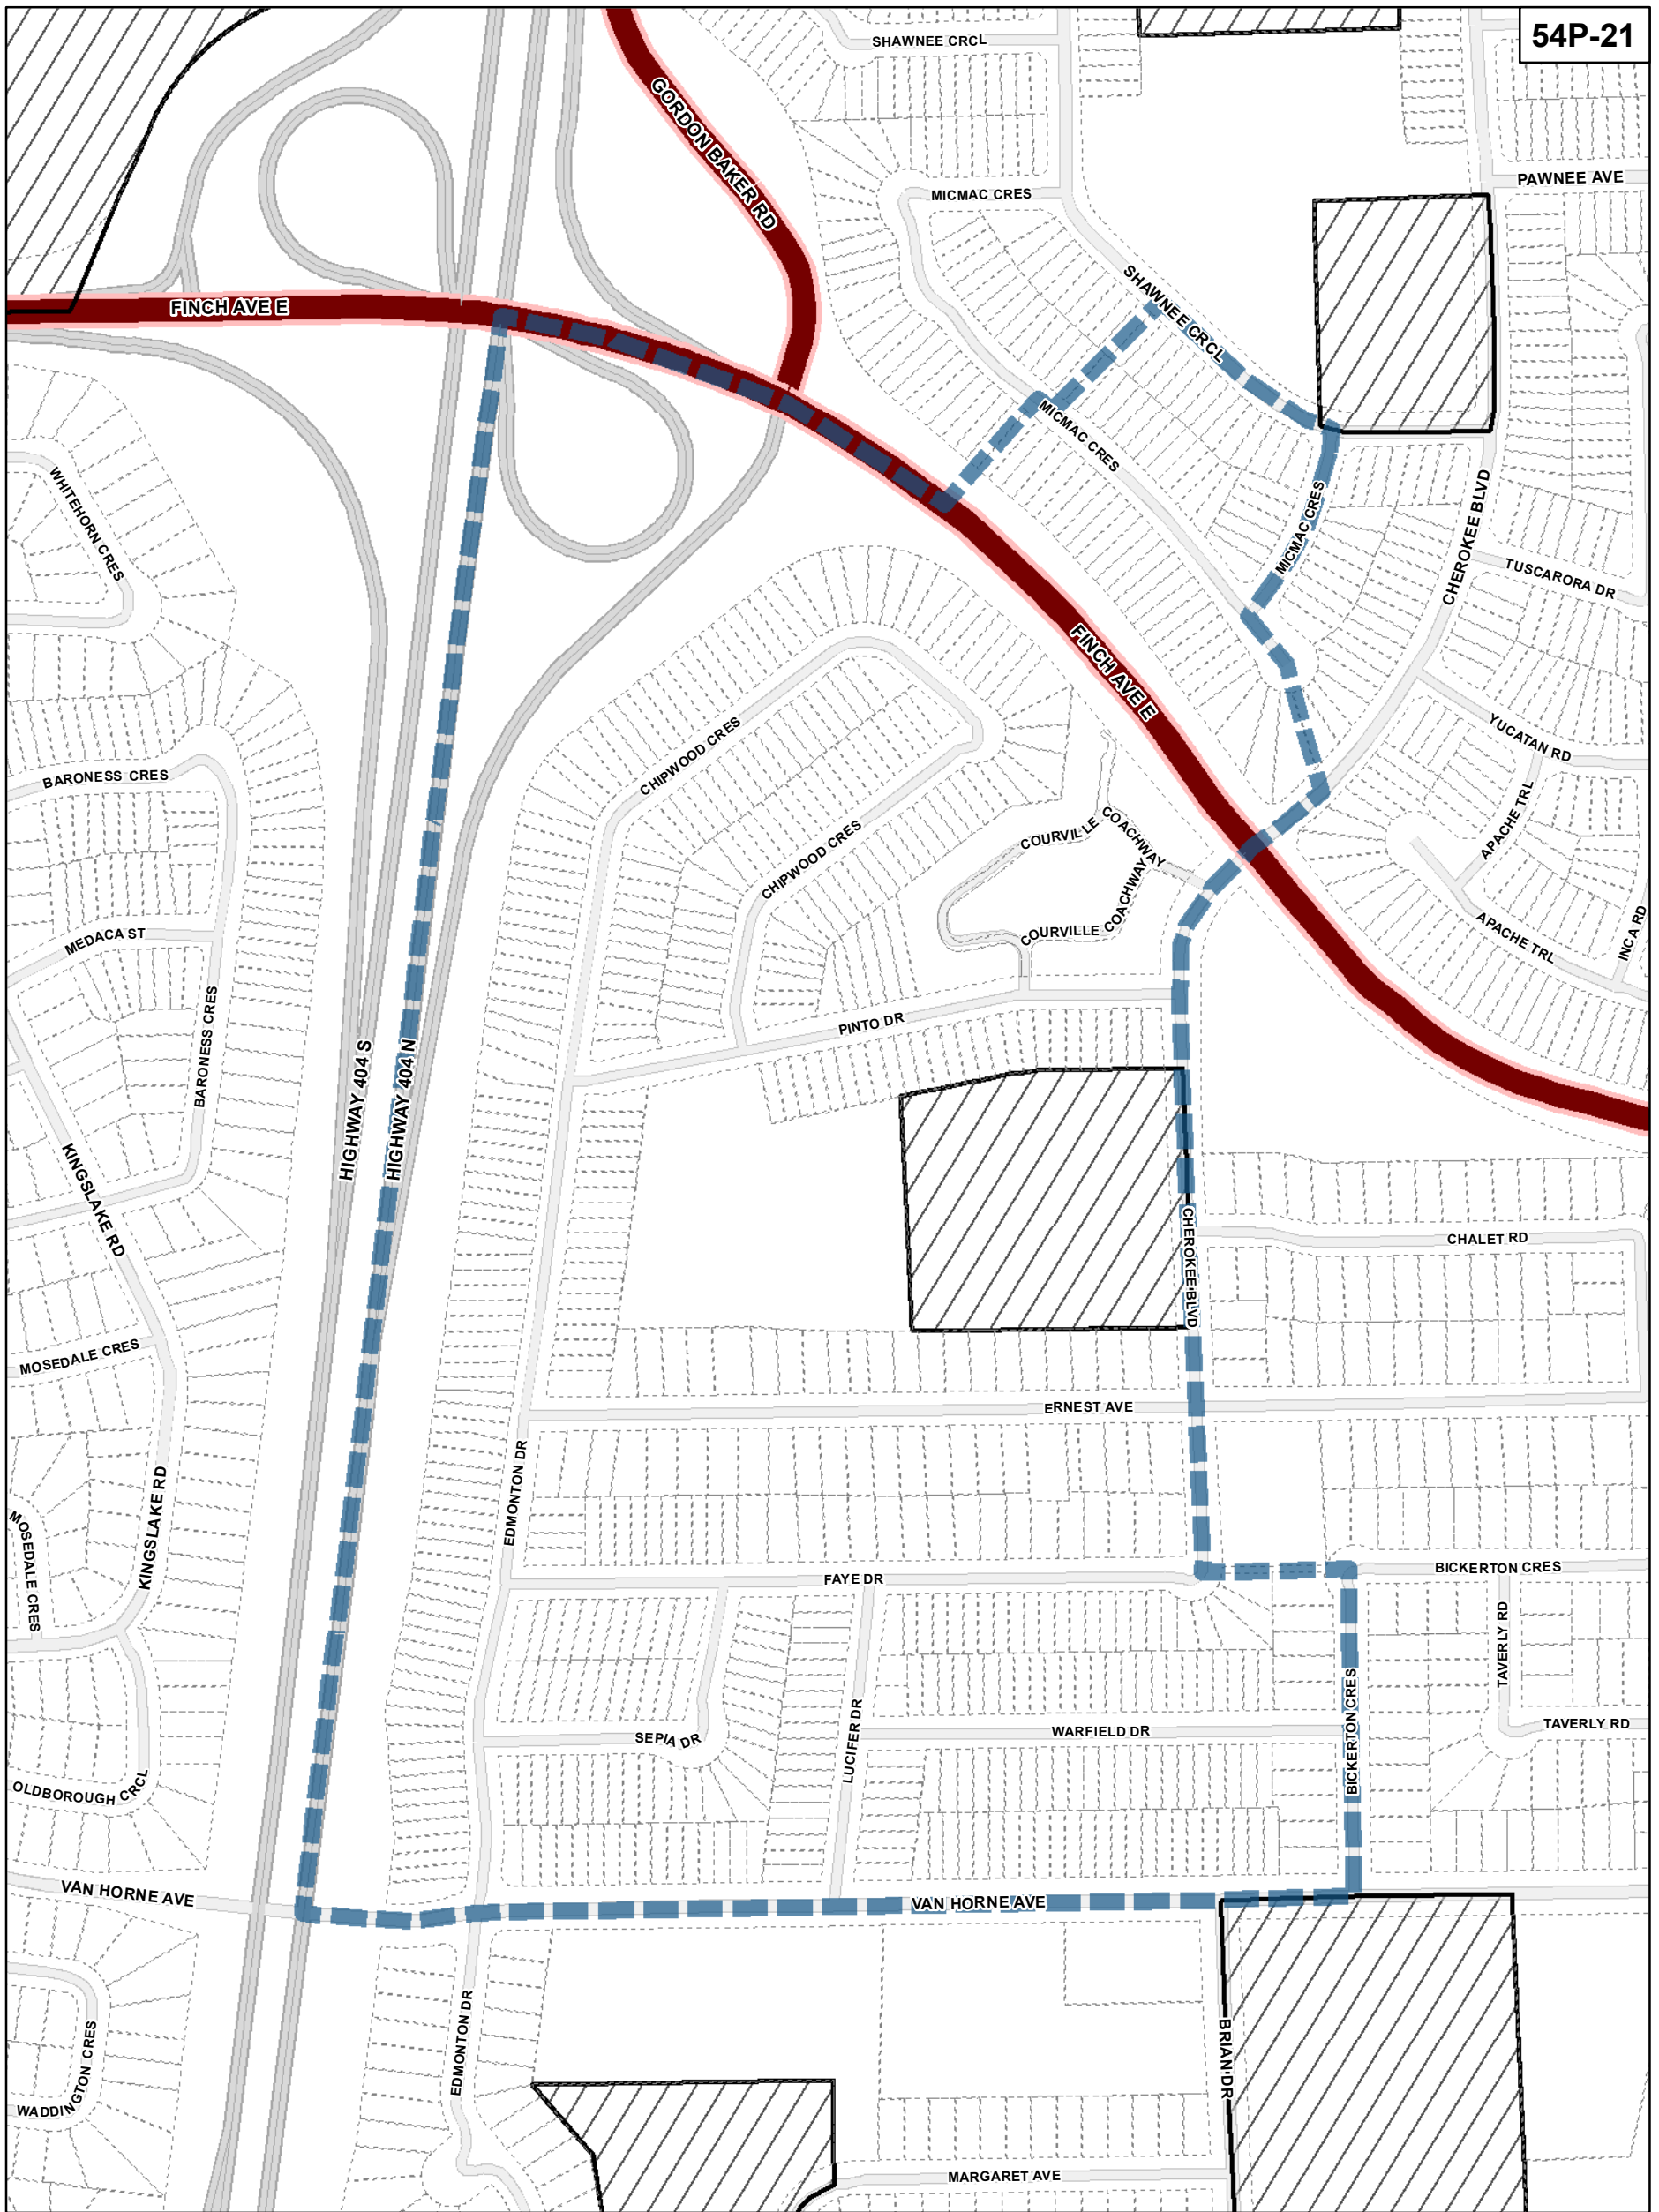 54P-21
SHAWNEE CRCL
GORDON BAKER RD
PAWNEE AVE
MICMAC CRES
SHAWNEE CRCL
FINCH AVE E
MICMAC CRES
WHITEHORN CRES
MICMAC CRES
CHEROKEE BLVD
TUSCARORA DR
FINCH AVE E
YUCATAN RD
CHIPWOOD CRES
BARONESS CRES
APACHE TRL
COURVILLE COACHWAY
CHIPWOOD CRES
COURVILLE COACHWAY
MEDACA ST
APACHE TRL
INCA RD
BARONESS CRES
PINTO DR
HIGHWAY 404 S
HIGHWAY 404 N
KINGSLAKE RD
CHEROKEE BLVD
CHALET RD
MOSEDALE CRES
ERNEST AVE
EDMONTON DR
KINGSLAKE RD
MOSEDALE CRES
FAYE DR
BICKERTON CRES
TAVERLY RD
BICKERTON CRES
SEPIA DR
LUCIFER DR
WARFIELD DR
TAVERLY RD
OLDBOROUGH CRCL
VAN HORNE AVE
VAN HORNE AVE
EDMONTON DR
BRIAN DR
WADDINGTON CRES
MARGARET AVE